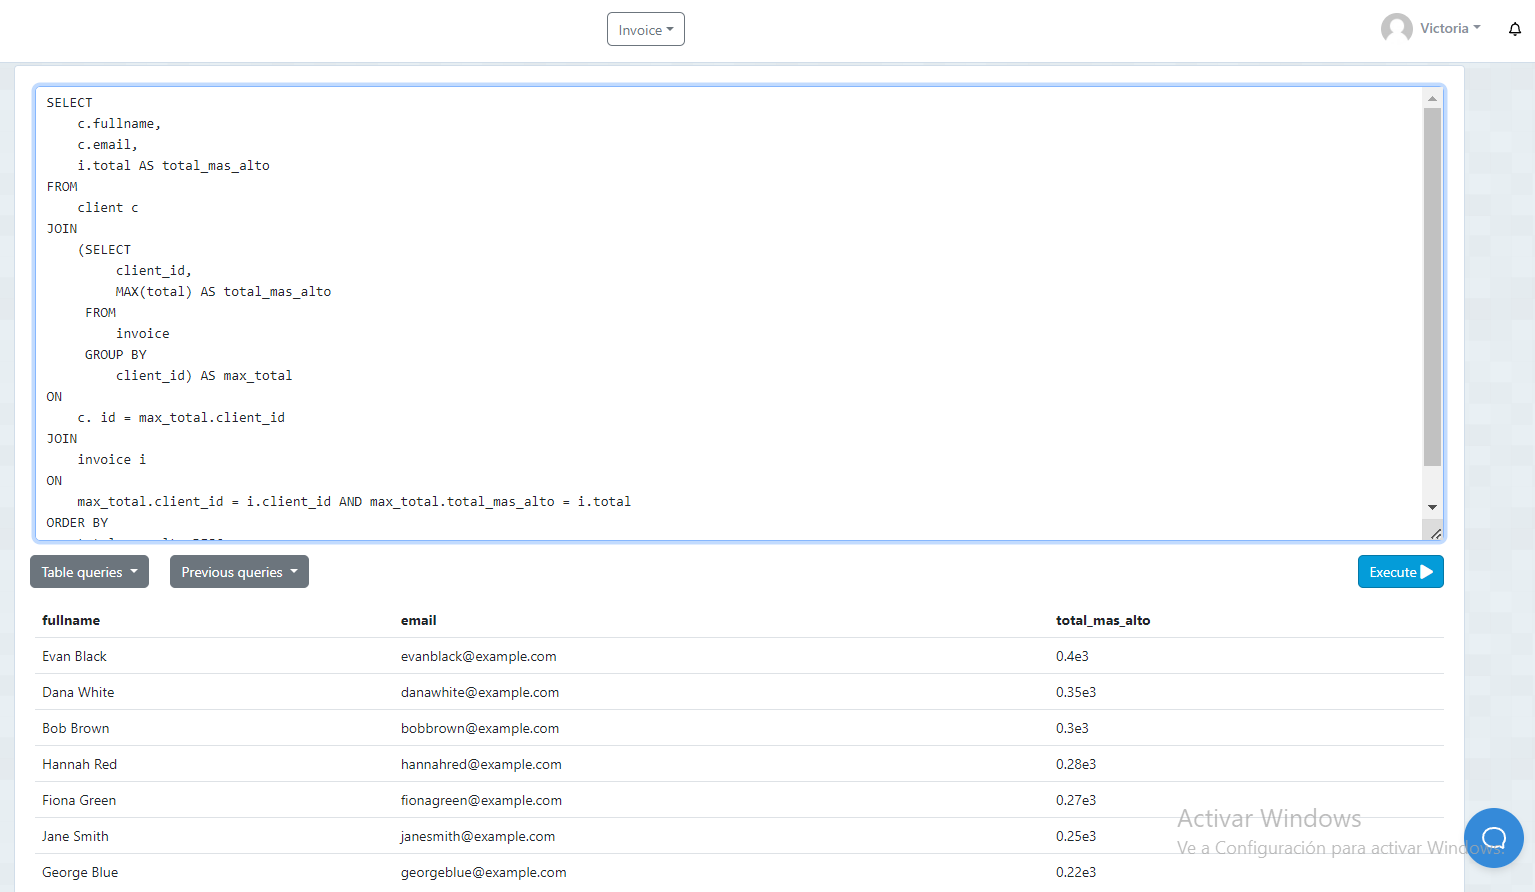 Invoice
Victoria
SELECT
    c.fullname,
    c.email,
    i.total AS total_mas_alto
FROM
    client c
JOIN
    (SELECT
         client_id,
         MAX(total) AS total_mas_alto
     FROM
         invoice
     GROUP BY
         client_id) AS max_total
ON
    c. id = max_total.client_id
JOIN
    invoice i
ON
    max_total.client_id = i.client_id AND max_total.total_mas_alto = i.total
ORDER BY
Table queries Previous queries Execute
fullname email total_mas_alto
Evan Black evanblack@example.com 0.4e3
Dana White danawhite@example.com 0.35e3
Bob Brown bobbrown@example.com 0.3e3
Hannah Red hannahred@example.com 0.28e3
Fiona Green fionagreen@example.com 0.27e3
Jane Smith janesmith@example.com 0.25e3
George Blue georgeblue@example.com 0.22e3
Activar Windows
Ve a Configuración para activar Windows.